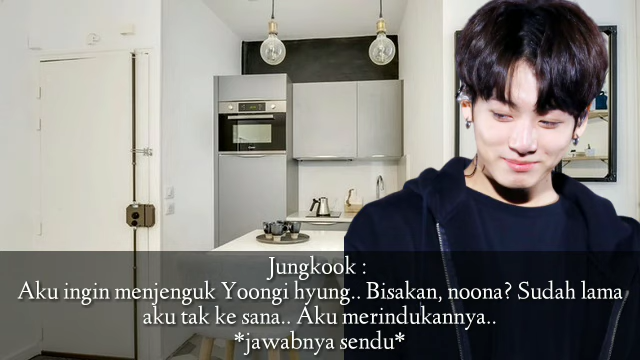 Jungkook :
Aku ingin menjenguk Yoongi hyung.. Bisakan, noona? Sudah lama
aku tak ke sana.. Aku merindukannya..
*jawabnya sendu*